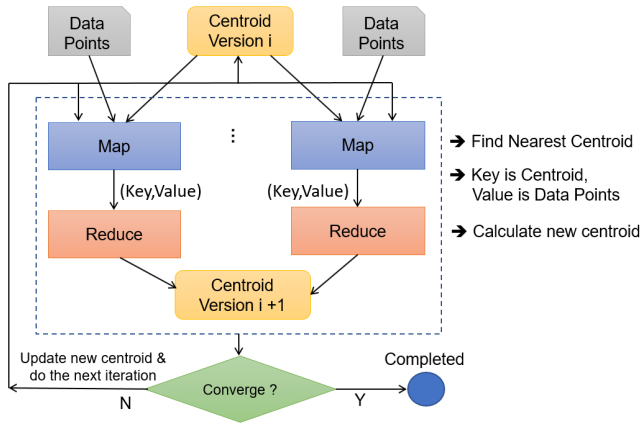 Data
Points
Centroid
Version i
Data
Points
Map
...
Map
➔ Find Nearest Centroid
(Key,Value)
(Key,Value)
➔ Key is Centroid,
Value is Data Points
Reduce
Reduce
➔ Calculate new centroid
Centroid
Version i +1
Update new centroid &
do the next iteration
N
Converge ?
Y
Completed